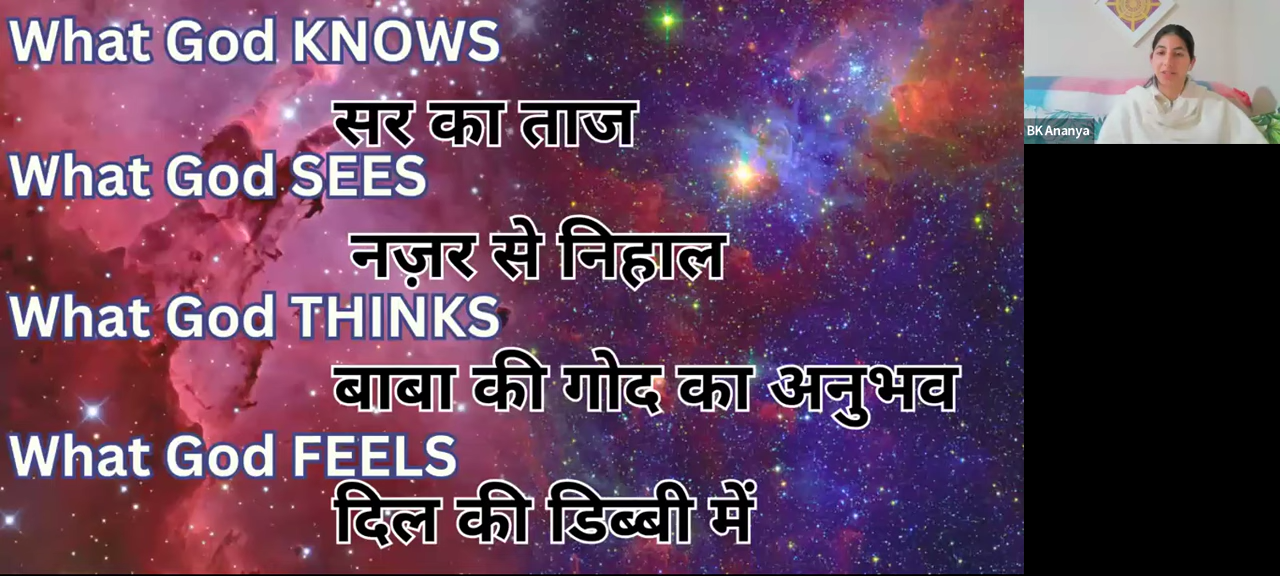 What God KNOWS
सर का ताज
What God SEES
नज़र से निहाल
What God THINKS
बाबा की गोद का अनुभव
What God FEELS
दिल की डिब्बी में
BK Ananya